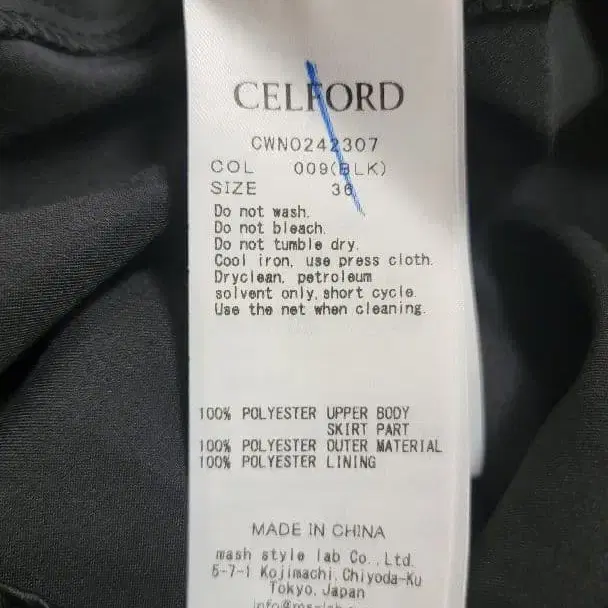 CELFORD
CWNO242307
COL 009(BLK)
SIZE 36
Do not wash.
Do not bleach.
Do not tumble dry.
Cool iron, use press cloth.
Dryclean, petroleum
solvent only, short cycle.
Use the net when cleaning.
100% POLYESTER UPPER BODY
SKIRT PART
100% POLYESTER OUTER MATERIAL
100% POLYESTER LINING
MADE IN CHINA
mash style lab Co., Ltd.
5-7-1 Kojimachi, Chiyoda-Ku
Tokyo, Japan